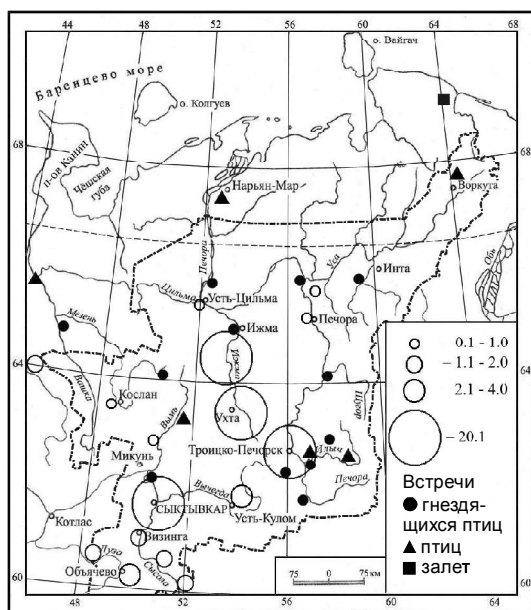 44 48 52 56 60 64 68
о. Вайгач
Баренцево море
о. Колгуев
68
68
п-ов Канин
Чёшская
губа
Нарьян-Мар
Воркута
Печора
Уса
Инта
Обь
Цильма
Усть-Цильма
Мезень
Ижма
Печора
64
64
Ижма
Вашка
Кослан
Вымь
Ухта
Щугор
Троицко-Печорск
Илыч
Микунь
Печора
Вычегда
СЫКТЫВКАР
Усть-Кулом
Котлас
Визинга
Луза
Объячево
Сысола
60
60
75 0 75 км
48 52 56 60
0.1 - 1.0
– 1.1 - 2.0
2.1 - 4.0
– 20.1
Встречи
гнездя-
щихся птиц
птиц
залет